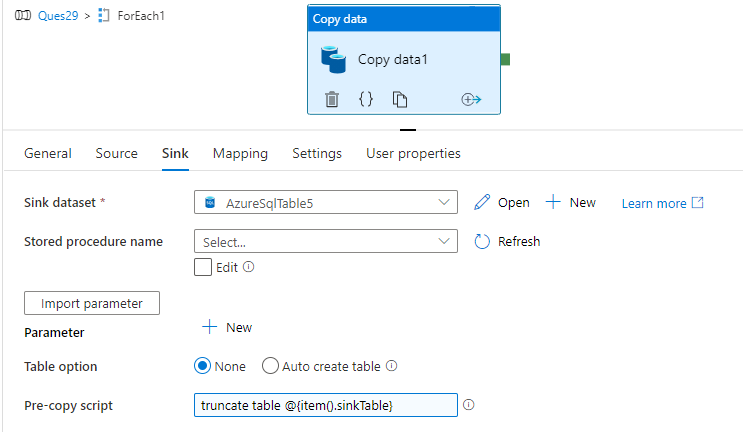 Ques29 > ForEach1
Copy data
Copy data1
General Source Sink Mapping Settings User properties
Sink dataset * AzureSqlTable5 Open New Learn more
Stored procedure name Select... Refresh
Edit
Import parameter
Parameter New
Table option None Auto create table
Pre-copy script truncate table @{item().sinkTable}